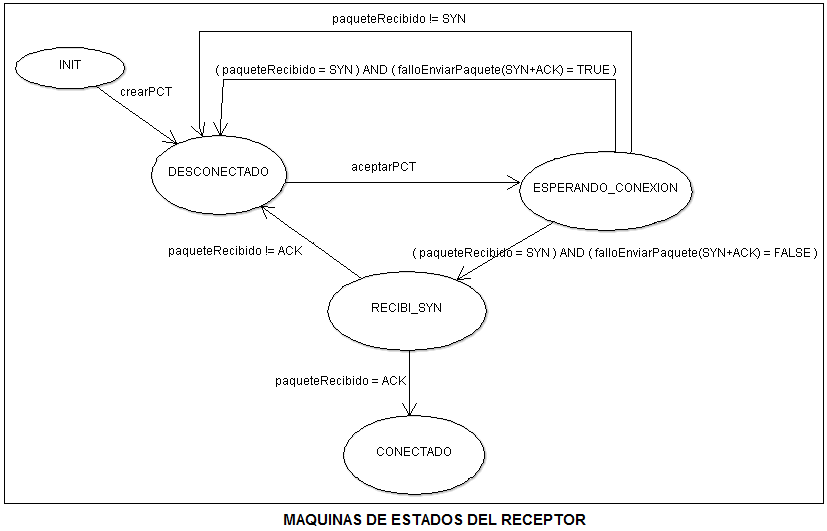 paqueteRecibido != SYN
INIT
( paqueteRecibido = SYN ) AND ( falloEnviarPaquete(SYN+ACK) = TRUE )
crearPCT
DESCONECTADO
aceptarPCT
ESPERANDO_CONEXION
paqueteRecibido != ACK
( paqueteRecibido = SYN ) AND ( falloEnviarPaquete(SYN+ACK) = FALSE )
RECIBI_SYN
paqueteRecibido = ACK
CONECTADO
MAQUINAS DE ESTADOS DEL RECEPTOR